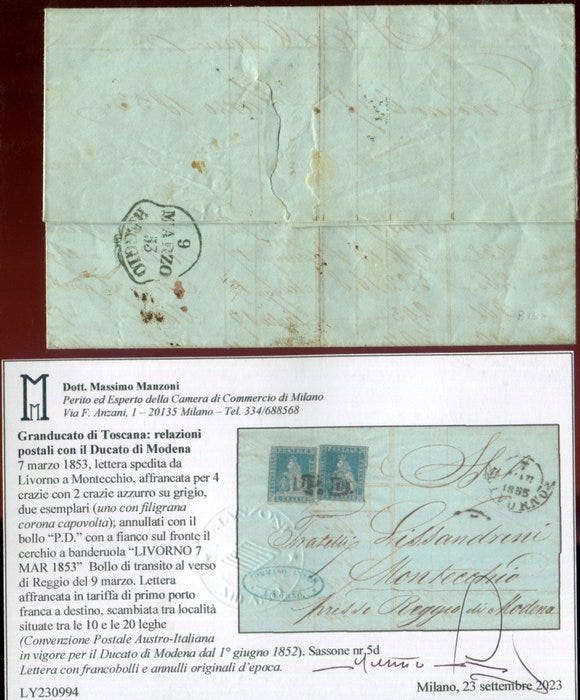 9
MARZO
53
REGGIO
M
Dott. Massimo Manzoni
Perito ed Esperto della Camera di Commercio di Milano
Via F. Anzani, 1 – 20135 Milano – Tel. 334/688568
Granducato di Toscana: relazioni
postali con il Ducato di Modena
7 marzo 1853, lettera spedita da
Livorno a Montecchio, affrancata per 4
crazie con 2 crazie azzurro su grigio,
due esemplari (uno con filigrana
corona capovolta); annullati con il
bollo "P.D." con a fianco sul fronte il
cerchio a banderuola "LIVORNO 7
MAR 1853" Bollo di transito al verso
di Reggio del 9 marzo. Lettera
affrancata in tariffa di primo porto
franca a destino, scambiata tra località
situate tra le 10 e le 20 leghe
(Convenzione Postale Austro-Italiana
in vigore per il Ducato di Modena dal 1° giugno 1852). Sassone nr.5d
Lettera con francobolli e annulli originali d'epoca.
LY230994
Milano, 23 settembre 2023
7
MAR
1853
LIVORNO
Fratelli Lissandrini
Montecchio
presso Reggio di Modena